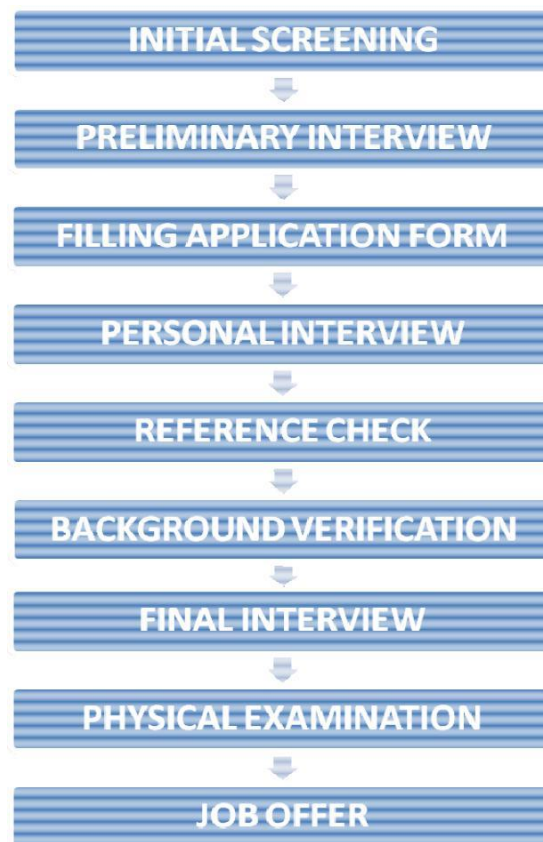 INITIAL SCREENING
PRELIMINARY INTERVIEW
FILLING APPLICATION FORM
PERSONAL INTERVIEW
REFERENCE CHECK
BACKGROUND VERIFICATION
FINAL INTERVIEW
PHYSICAL EXAMINATION
JOB OFFER